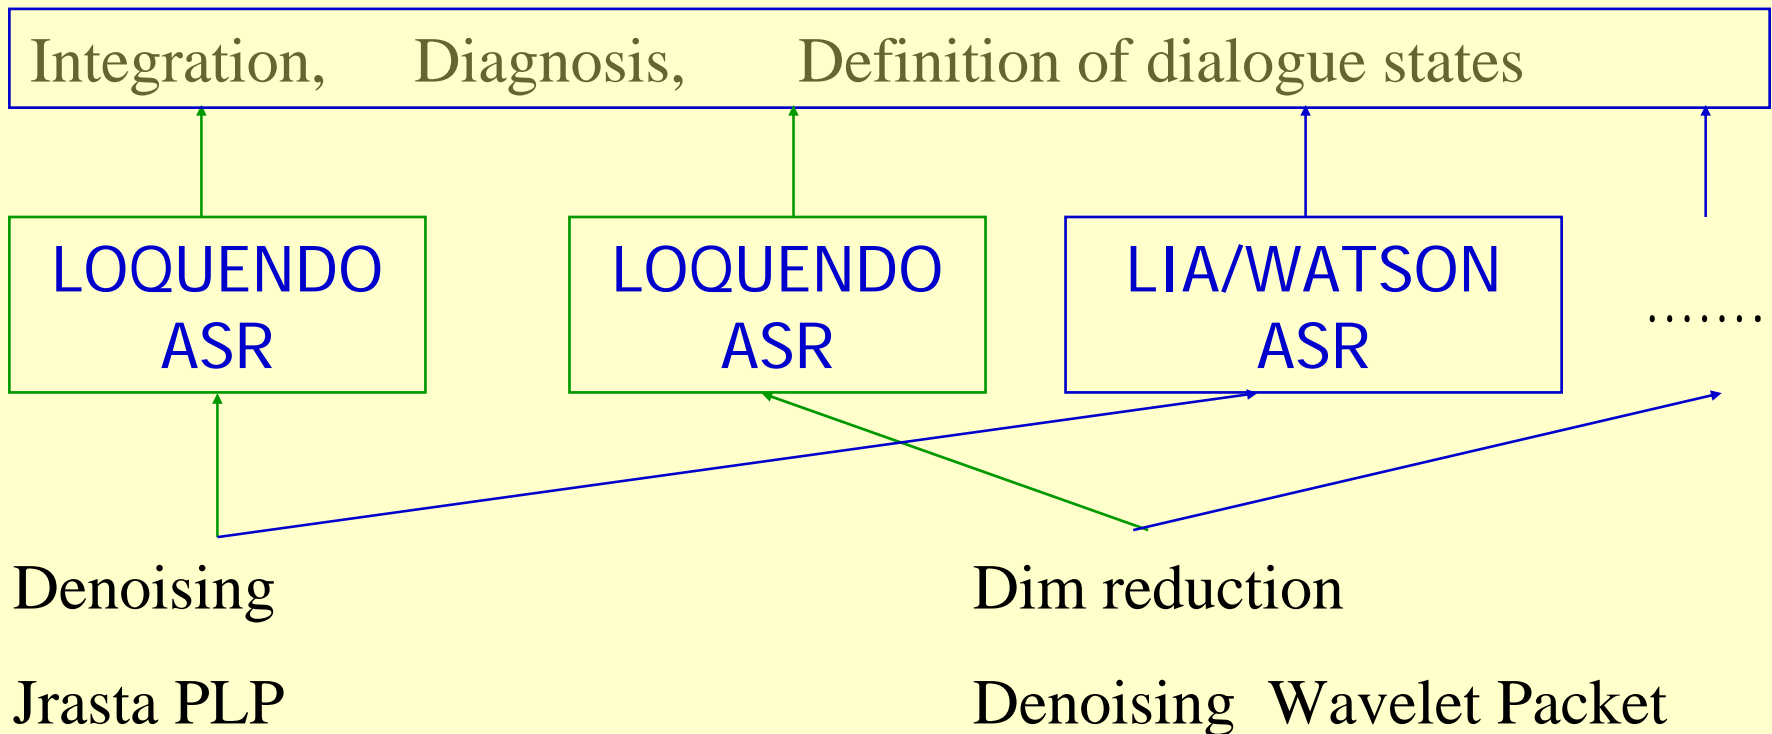 Integration, Diagnosis, Definition of dialogue states
LOQUENDO
ASR
LOQUENDO
ASR
LIA/WATSON
ASR
.......
Denoising
Dim reduction
Jrasta PLP
Denoising Wavelet Packet